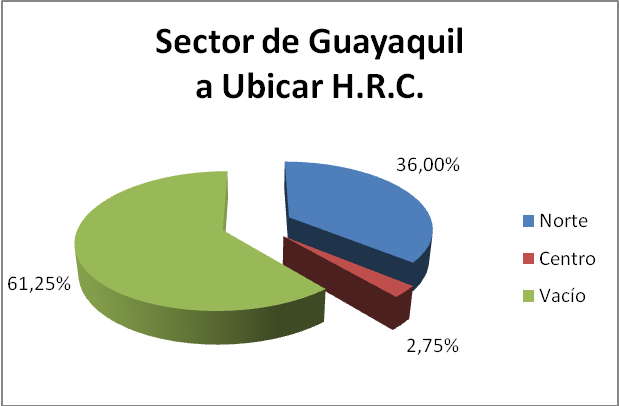 Sector de Guayaquil
a Ubicar H.R.C.
36,00%
Norte
Centro
Vacío
61,25%
2,75%